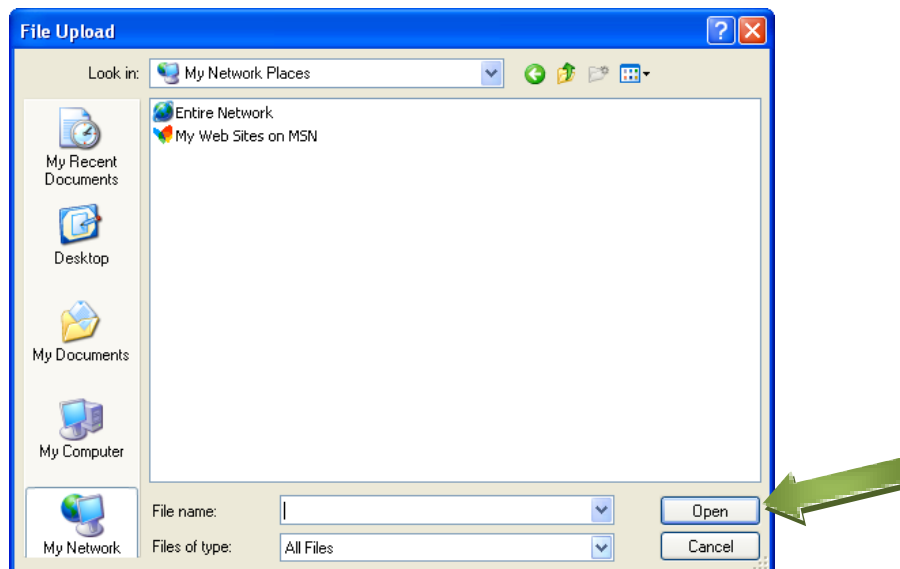 File Upload
Look in: My Network Places
Entire Network
My Web Sites on MSN
My Recent
Documents
Desktop
My Documents
My Computer
My Network
File name:
Open
Files of type: All Files
Cancel